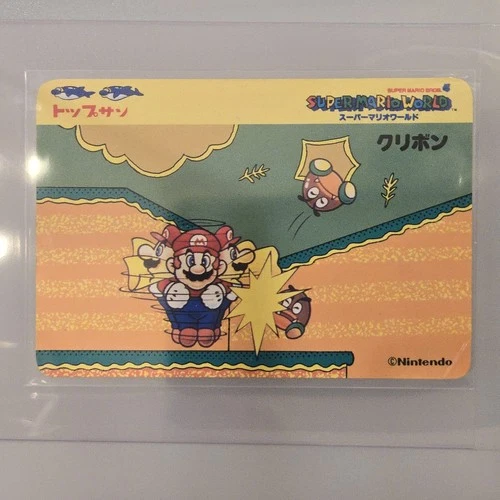 トップサン
SUPER MARIO BROS. 4
SUPER MARIO WORLD
スーパーマリオワールド
クリボン
©Nintendo